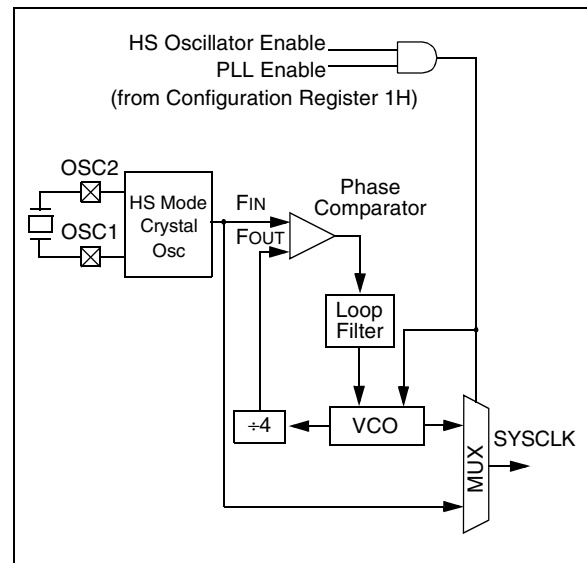 HS Oscillator Enable
PLL Enable
(from Configuration Register 1H)
OSC2
OSC1
HS Mode
Crystal
Osc
FIN
FOUT
Phase
Comparator
Loop
Filter
÷4
VCO
MUX
SYSCLK